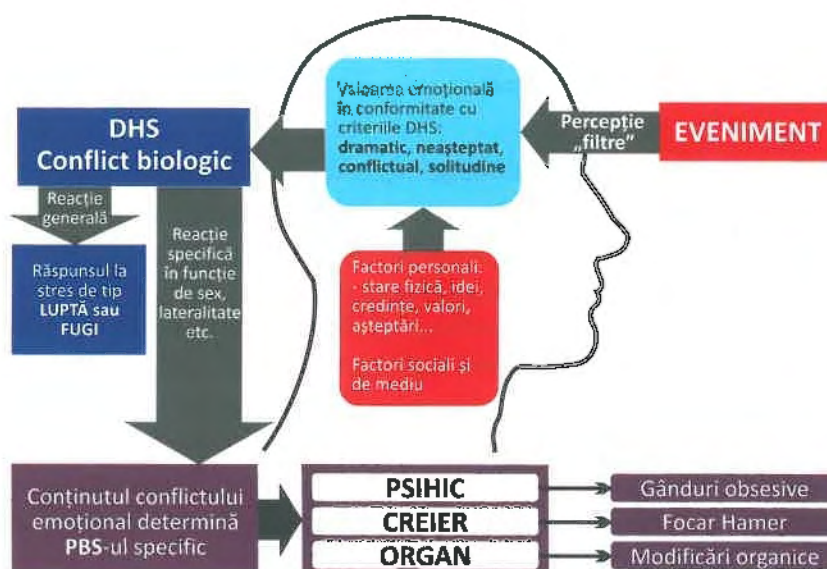 EVENIMENT
Percepție
„filtre”
Valoarea emoțională
în conformitate cu
criteriile DHS:
dramatic, neașteptat,
conflictual, solitudine
DHS
Conflict biologic
Factori personali:
- stare fizică, idei,
credințe, valori,
așteptări...
Factori sociali și
de mediu
Reacție
generală
Răspunsul la
stres de tip
LUPTĂ sau
FUGI
Reacție
specifică
în funcție
de sex,
lateralitate
etc.
Conținutul conflictului
emoțional determină
PBS-ul specific
PSIHIC
Gânduri obsesive
CREIER
Focar Hamer
ORGAN
Modificări organice